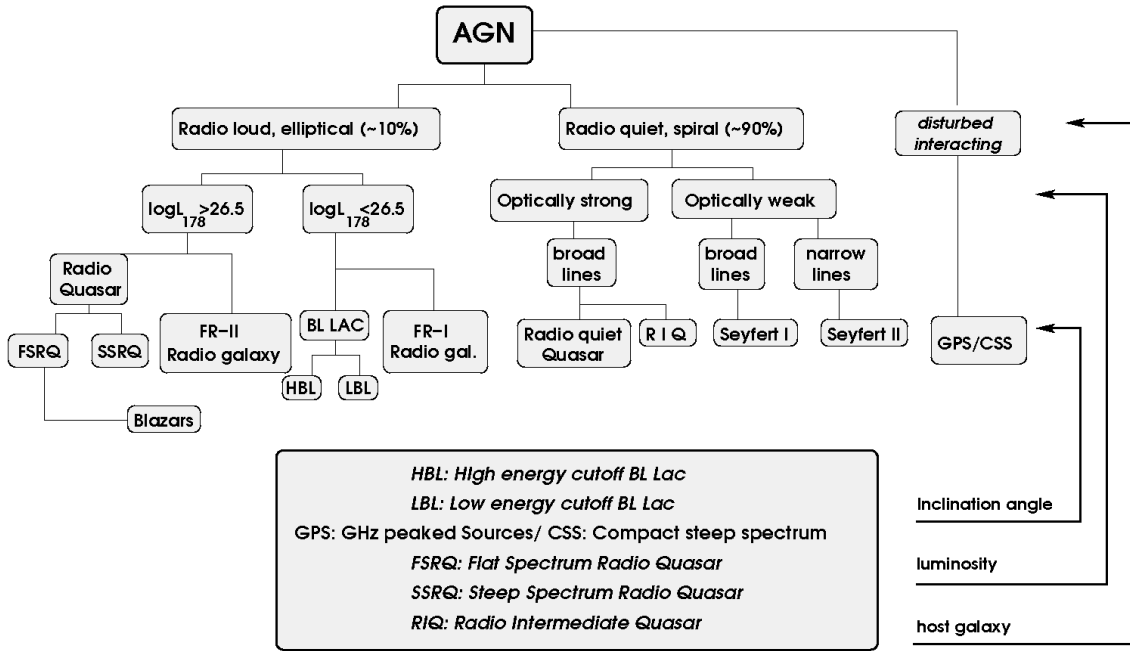 AGN
Radio loud, elliptical (~10%)
Radio quiet, spiral (~90%)
disturbed
interacting
logL178 >26.5
logL178 <26.5
Optically strong
Optically weak
broad
lines
broad
lines
narrow
lines
Radio
Quasar
FR–II
Radio galaxy
BL LAC
FR–I
Radio gal.
Radio quiet
Quasar
R I Q
Seyfert I
Seyfert II
GPS/CSS
FSRQ
SSRQ
HBL
LBL
Blazars
HBL: HIgh energy cutoff BL Lac
LBL: Low energy cutoff BL Lac
GPS: GHz peaked Sources/ CSS: Compact steep spectrum
FSRQ: Flat Spectrum Radio Quasar
SSRQ: Steep Spectrum Radio Quasar
RIQ: Radio Intermediate Quasar
Inclination angle
luminosity
host galaxy